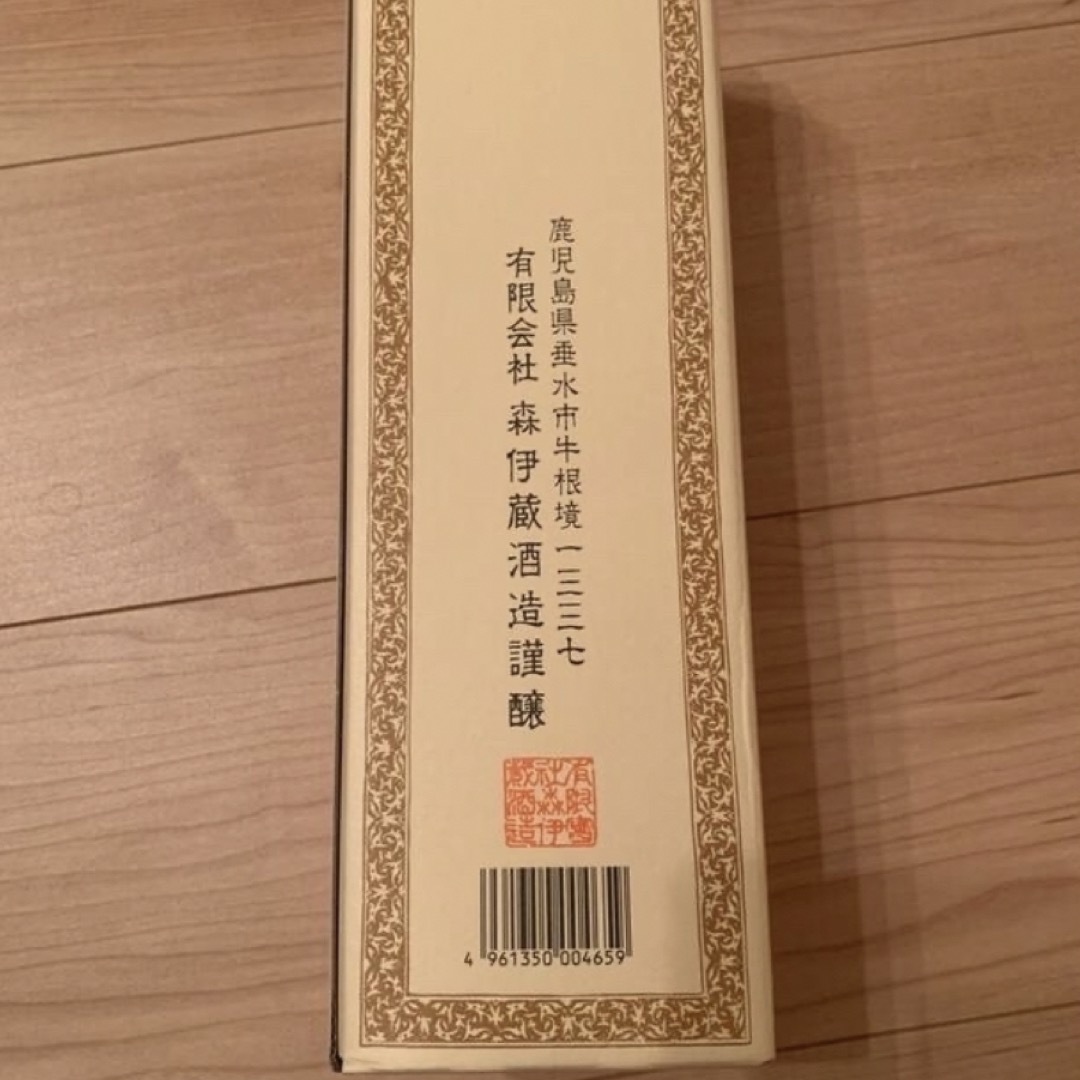 鹿児島県垂水市牛根境一三三七
有限会社 森伊蔵酒造謹醸
有限會
社森伊
蔵酒造
4 961350 004659